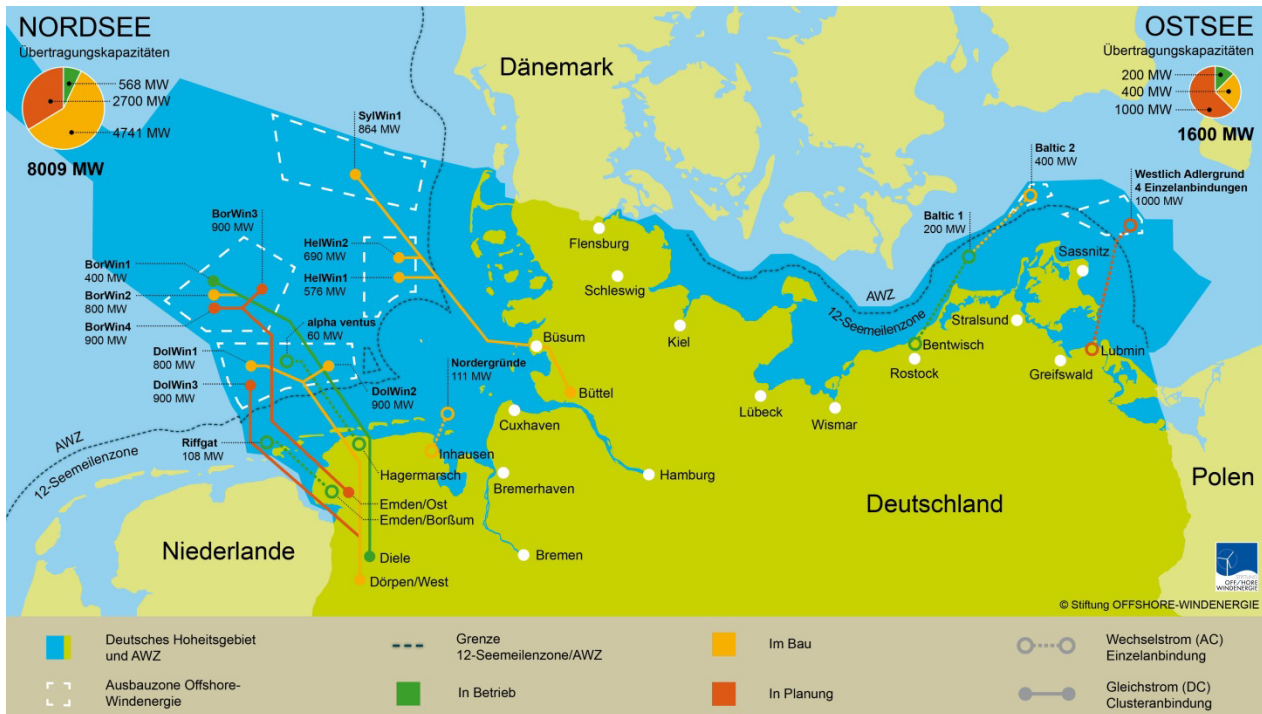 NORDSEE
Übertragungskapazitäten
568 MW
2700 MW
4741 MW
8009 MW
OSTSEE
Übertragungskapazitäten
200 MW
400 MW
1000 MW
1600 MW
Dänemark
SylWin1
864 MW
Baltic 2
400 MW
Westlich Adlergrund
4 Einzelanbindungen
1000 MW
BorWin3
900 MW
HelWin2
690 MW
HelWin1
576 MW
Baltic 1
200 MW
Flensburg
Sassnitz
BorWin1
400 MW
BorWin2
800 MW
BorWin4
900 MW
Schleswig
AWZ
12-Seemeilenzone
alpha ventus
60 MW
Kiel
Stralsund
Büsum
Bentwisch
Lubmin
DolWin1
800 MW
DolWin3
900 MW
Nordergründe
111 MW
Rostock
Greifswald
DolWin2
900 MW
Büttel
Lübeck
Wismar
Cuxhaven
AWZ
12-Seemeilenzone
Riffgat
108 MW
Inhausen
Hagermarsch
Bremerhaven
Hamburg
Polen
Emden/Ost
Emden/Borßum
Deutschland
Niederlande
Diele
Bremen
Dörpen/West
STIFTUNG
OFFSHORE
WINDENERGIE
© Stiftung OFFSHORE-WINDENERGIE
Deutsches Hoheitsgebiet
und AWZ
Grenze
12-Seemeilenzone/AWZ
Im Bau
Wechselstrom (AC)
Einzelanbindung
Ausbauzone Offshore-
Windenergie
In Betrieb
In Planung
Gleichstrom (DC)
Clusteranbindung